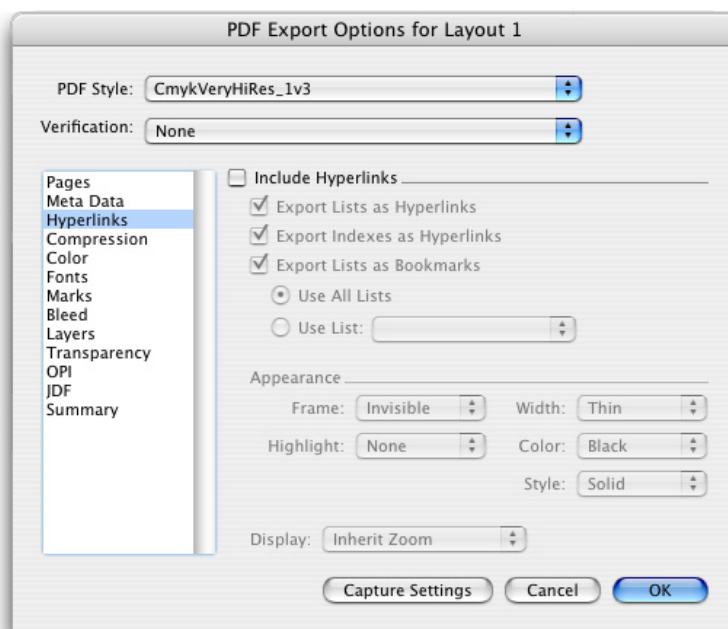 PDF Export Options for Layout 1
PDF Style: CmykVeryHiRes_1v3
Verification: None
Pages
Meta Data
Hyperlinks
Compression
Color
Fonts
Marks
Bleed
Layers
Transparency
OPI
JDF
Summary
Include Hyperlinks
Export Lists as Hyperlinks
Export Indexes as Hyperlinks
Export Lists as Bookmarks
Use All Lists
Use List:
Appearance
Frame: Invisible Width: Thin
Highlight: None Color: Black
Style: Solid
Display: Inherit Zoom
Capture Settings Cancel OK